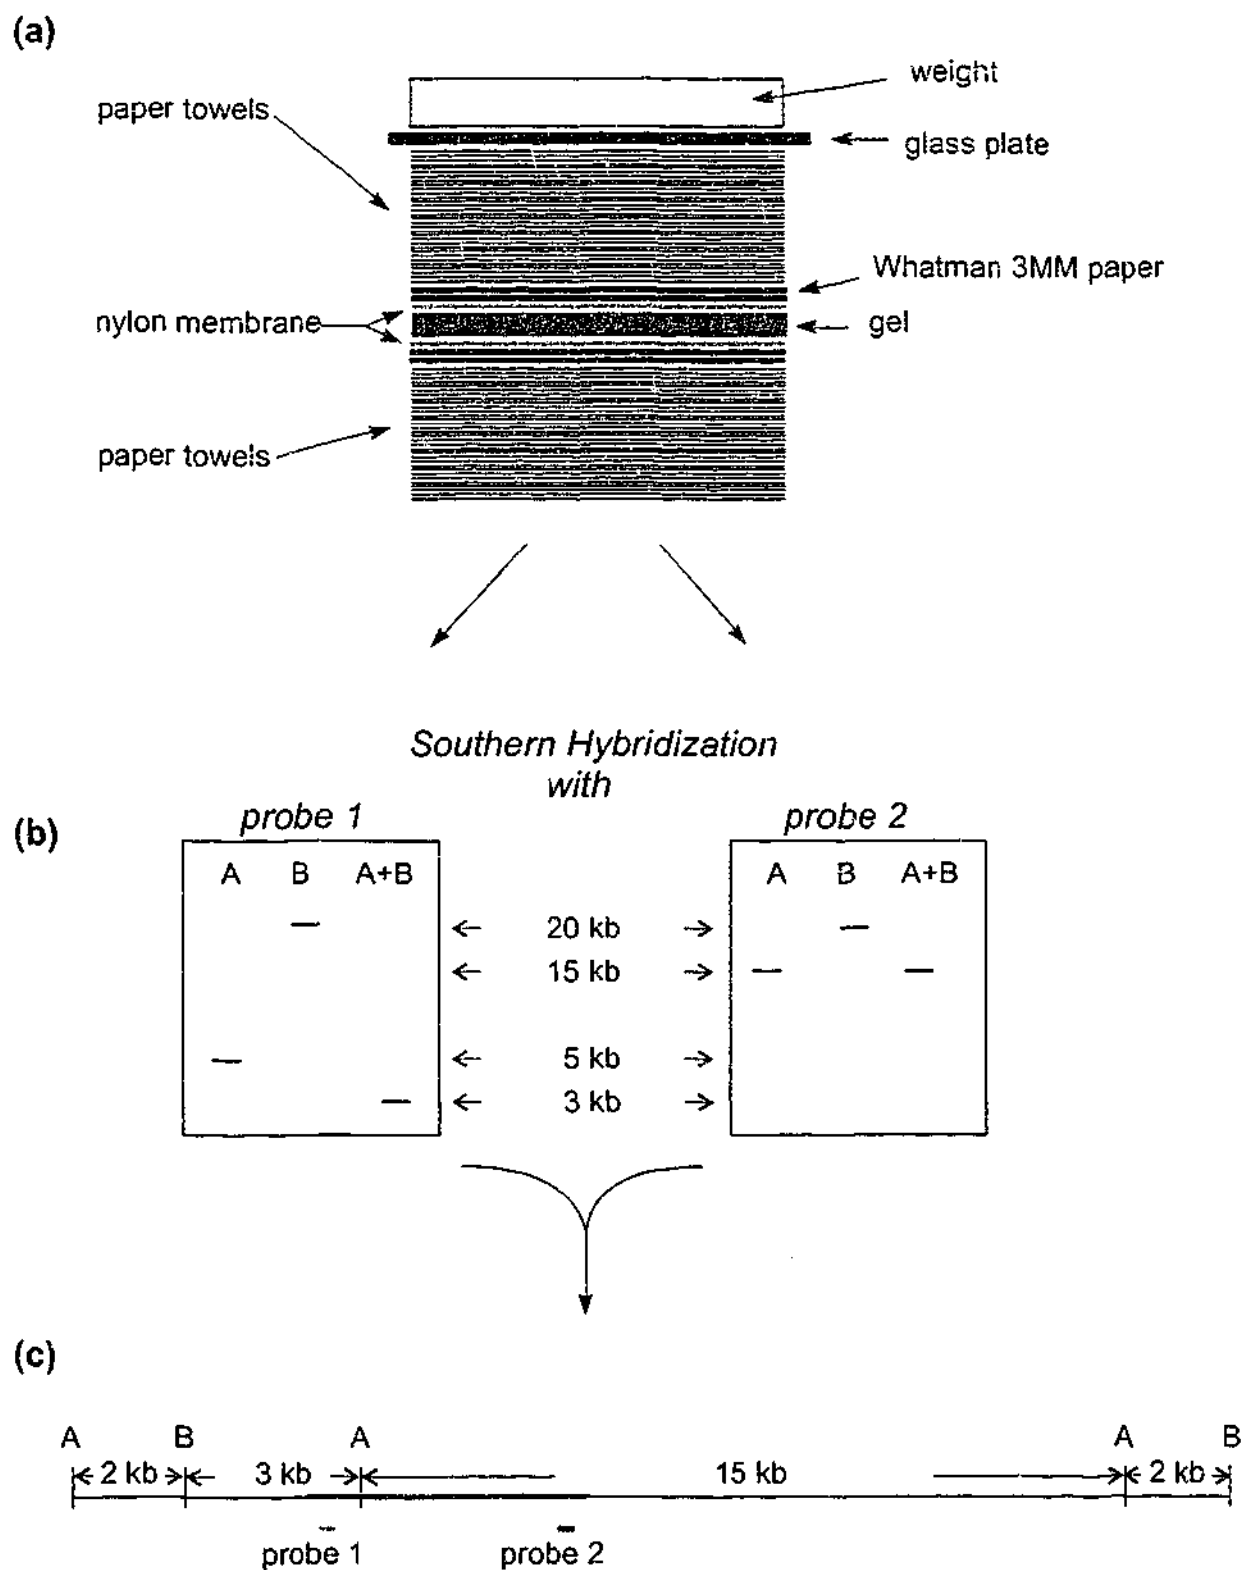 (a)
weight
paper towels
glass plate
Whatman 3MM paper
nylon membrane
gel
paper towels
Southern Hybridization
with
(b)
probe 1
probe 2
A B A+B
A B A+B
20 kb
15 kb
5 kb
3 kb
(c)
A B A A B
2 kb 3 kb 15 kb 2 kb
probe 1 probe 2